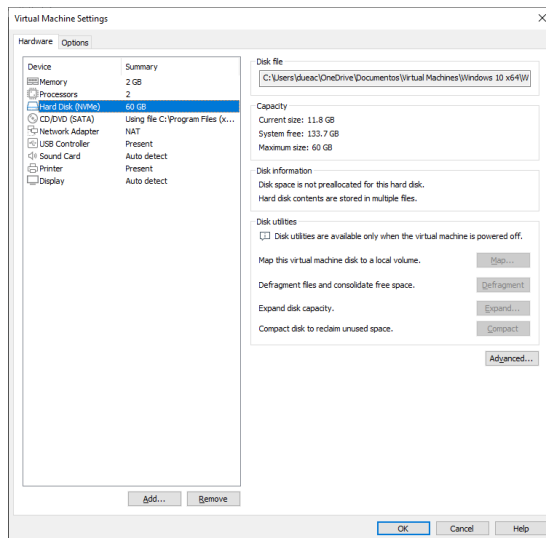 Virtual Machine Settings
Hardware Options
Device Summary
Memory 2 GB
Processors 2
Hard Disk (NVMe) 60 GB
CD/DVD (SATA) Using file C:\Program Files (x...
Network Adapter NAT
USB Controller Present
Sound Card Auto detect
Printer Present
Display Auto detect
Add... Remove
Disk file
C:\Users\dueac\OneDrive\Documentos\Virtual Machines\Windows 10 x64\W
Capacity
Current size: 11.8 GB
System free: 133.7 GB
Maximum size: 60 GB
Disk information
Disk space is not preallocated for this hard disk.
Hard disk contents are stored in multiple files.
Disk utilities
Disk utilities are available only when the virtual machine is powered off.
Map this virtual machine disk to a local volume. Map...
Defragment files and consolidate free space. Defragment
Expand disk capacity. Expand...
Compact disk to reclaim unused space. Compact
Advanced...
OK Cancel Help